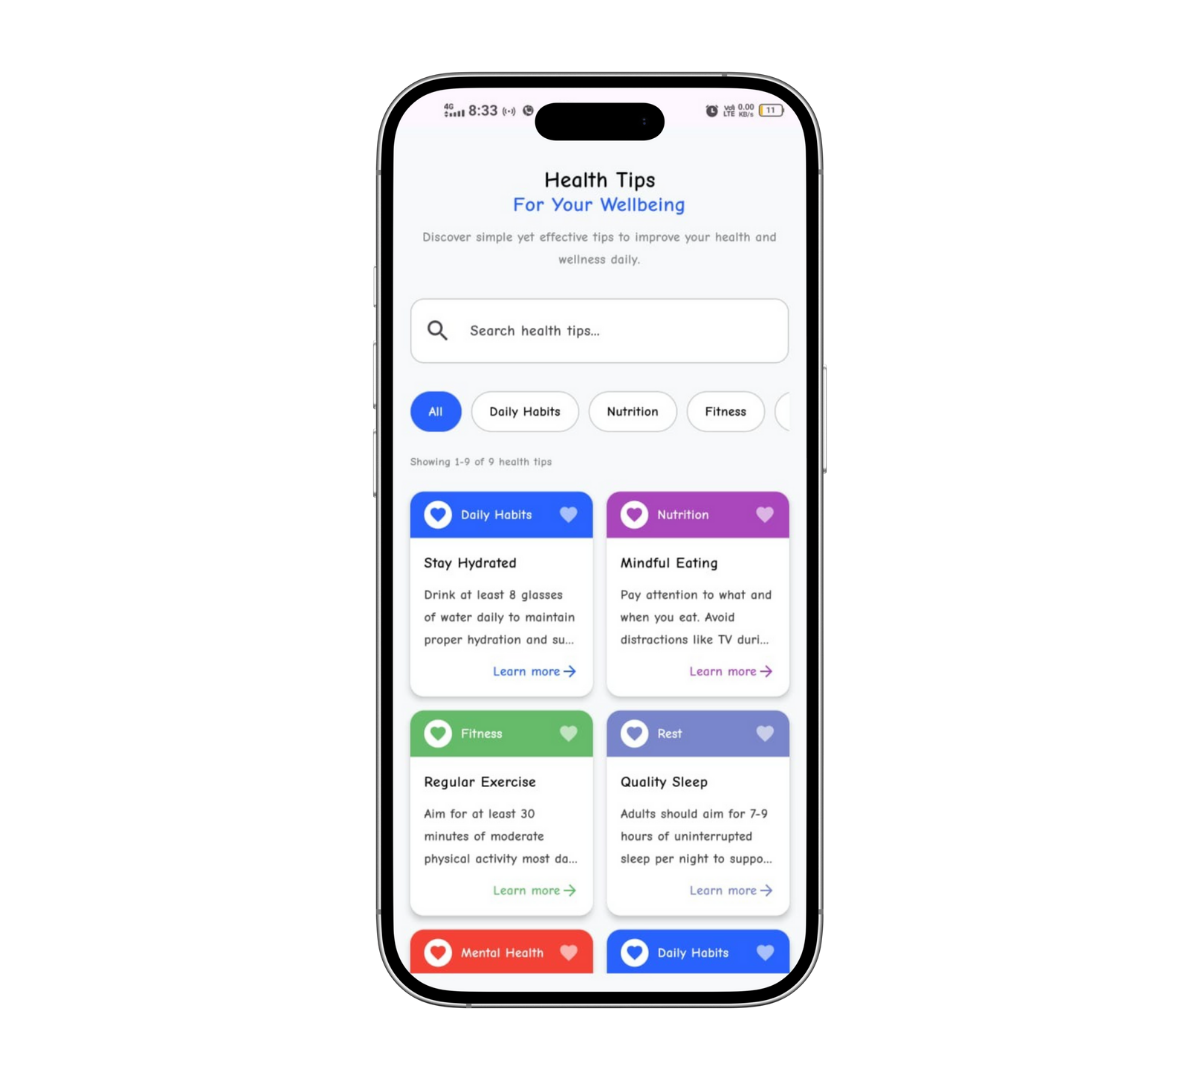 4G 8:33
Voli LTE 0.00 KB/s 11
Health Tips
For Your Wellbeing
Discover simple yet effective tips to improve your health and
wellness daily.
Search health tips...
All Daily Habits Nutrition Fitness
Showing 1-9 of 9 health tips
Daily Habits
Stay Hydrated
Drink at least 8 glasses
of water daily to maintain
proper hydration and su...
Learn more
Nutrition
Mindful Eating
Pay attention to what and
when you eat. Avoid
distractions like TV duri...
Learn more
Fitness
Regular Exercise
Aim for at least 30
minutes of moderate
physical activity most da...
Learn more
Rest
Quality Sleep
Adults should aim for 7-9
hours of uninterrupted
sleep per night to suppo...
Learn more
Mental Health
Daily Habits